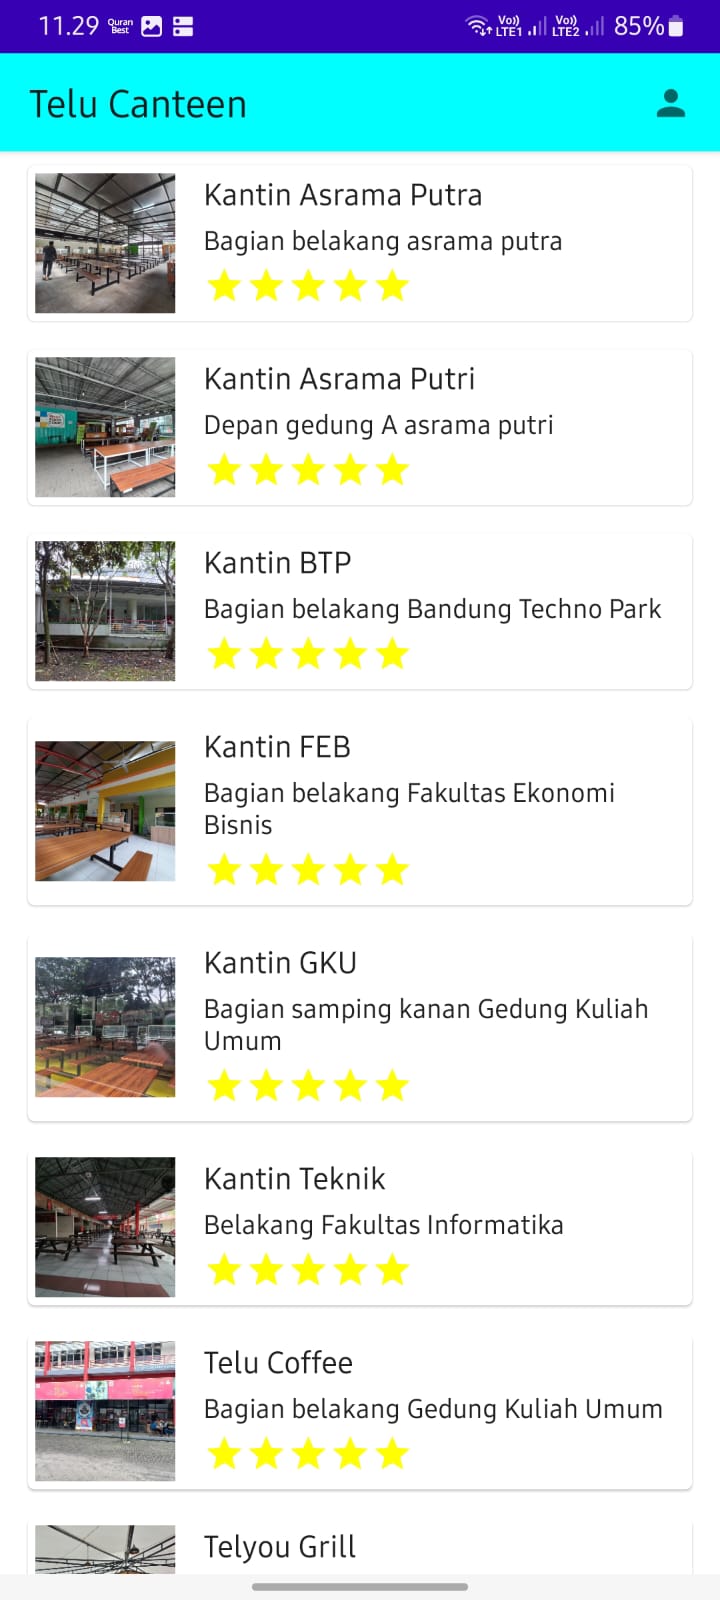 11.29 Quran Best Vo)) LTE1 Vo)) LTE2 85%
Telu Canteen
Kantin Asrama Putra
Bagian belakang asrama putra
Kantin Asrama Putri
Depan gedung A asrama putri
Kantin BTP
Bagian belakang Bandung Techno Park
Kantin FEB
Bagian belakang Fakultas Ekonomi
Bisnis
Kantin GKU
Bagian samping kanan Gedung Kuliah
Umum
Kantin Teknik
Belakang Fakultas Informatika
Telu Coffee
Bagian belakang Gedung Kuliah Umum
Telyou Grill